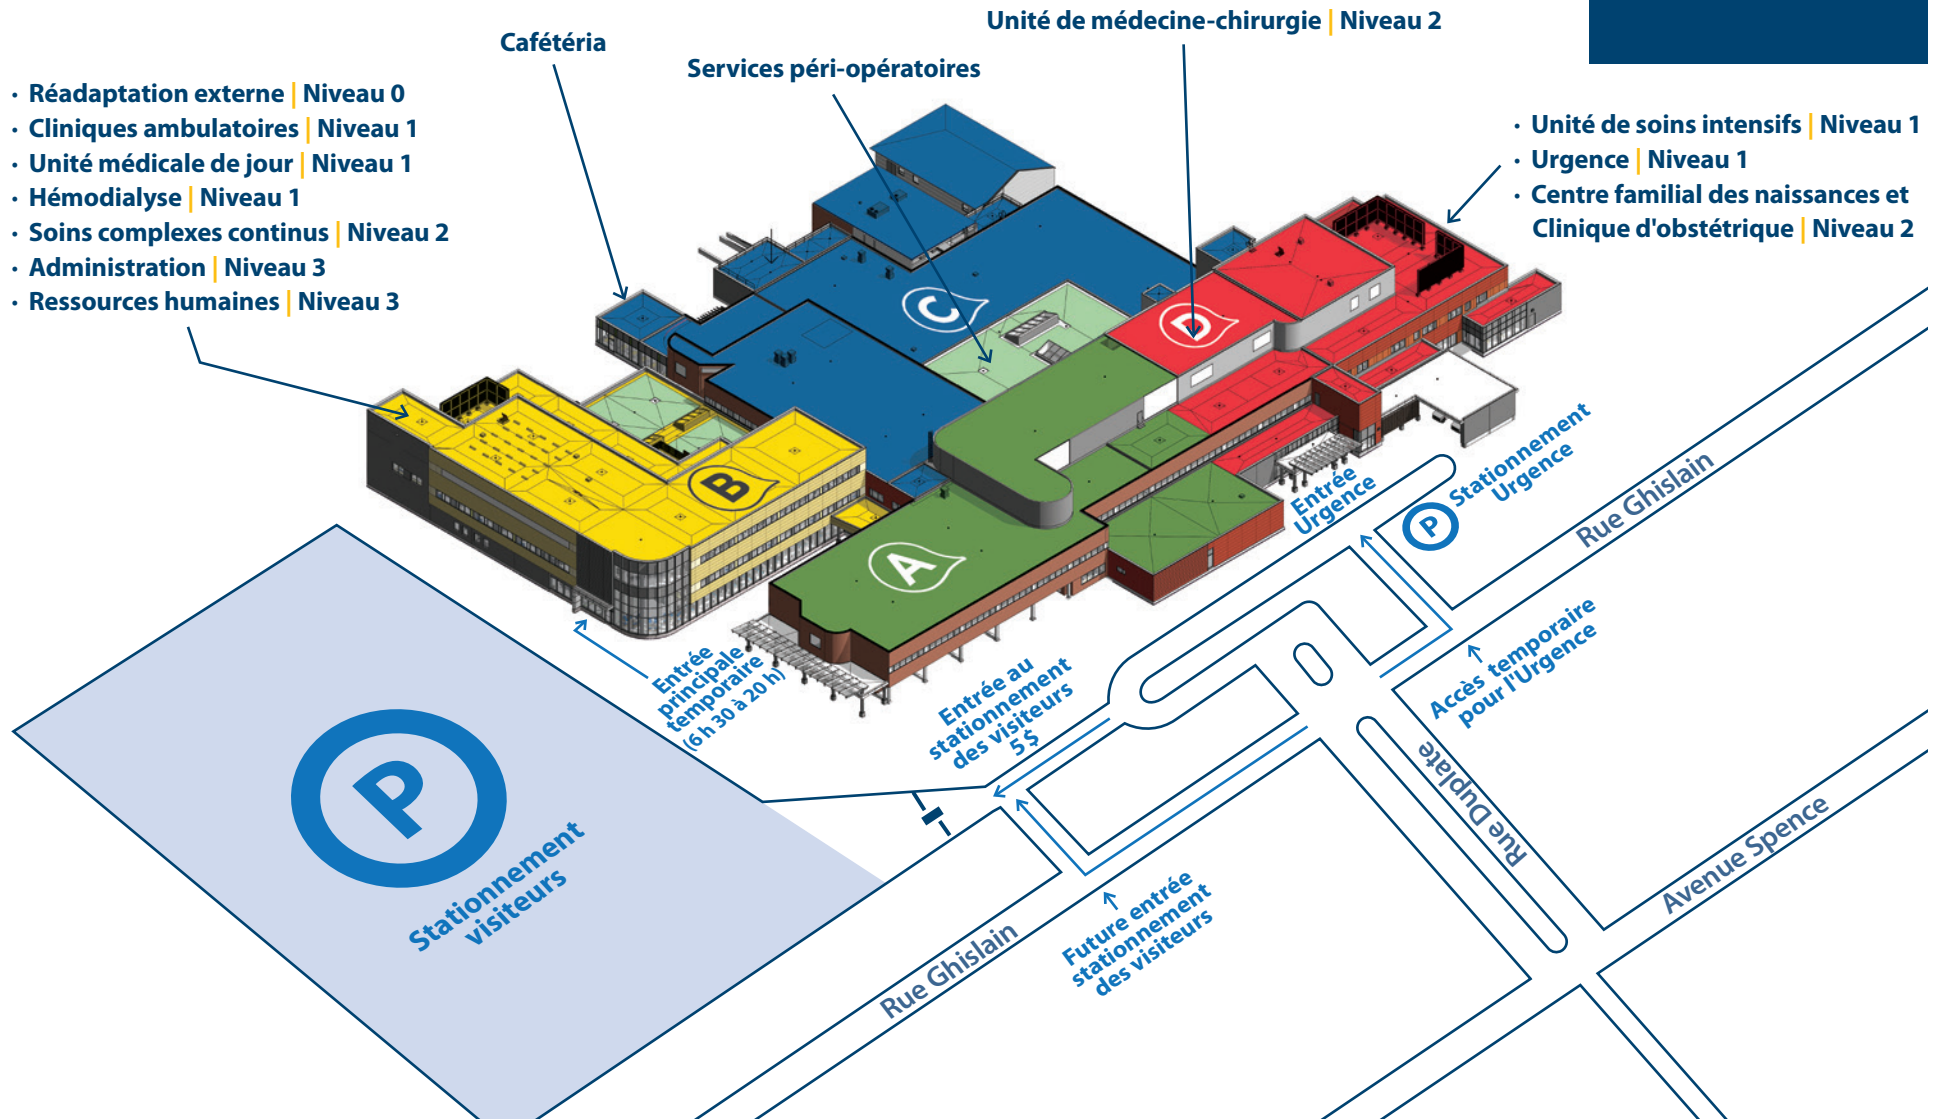 Unité de médecine-chirurgie | Niveau 2
Cafétéria
Services péri-opératoires
· Réadaptation externe | Niveau 0
· Cliniques ambulatoires | Niveau 1
· Unité médicale de jour | Niveau 1
· Hémodialyse | Niveau 1
· Soins complexes continus | Niveau 2
· Administration | Niveau 3
· Ressources humaines | Niveau 3
· Unité de soins intensifs | Niveau 1
· Urgence | Niveau 1
· Centre familial des naissances et
Clinique d'obstétrique | Niveau 2
C
D
B
A
Entrée
Urgence
P
Stationnement
Urgence
Rue Ghislain
Entrée
principale
temporaire
(6 h 30 à 20 h)
Entrée au
stationnement
des visiteurs
5 $
Accès temporaire
pour l'Urgence
Rue Duplate
Avenue Spence
P
Stationnement
visiteurs
Rue Ghislain
Future entrée
stationnement
des visiteurs